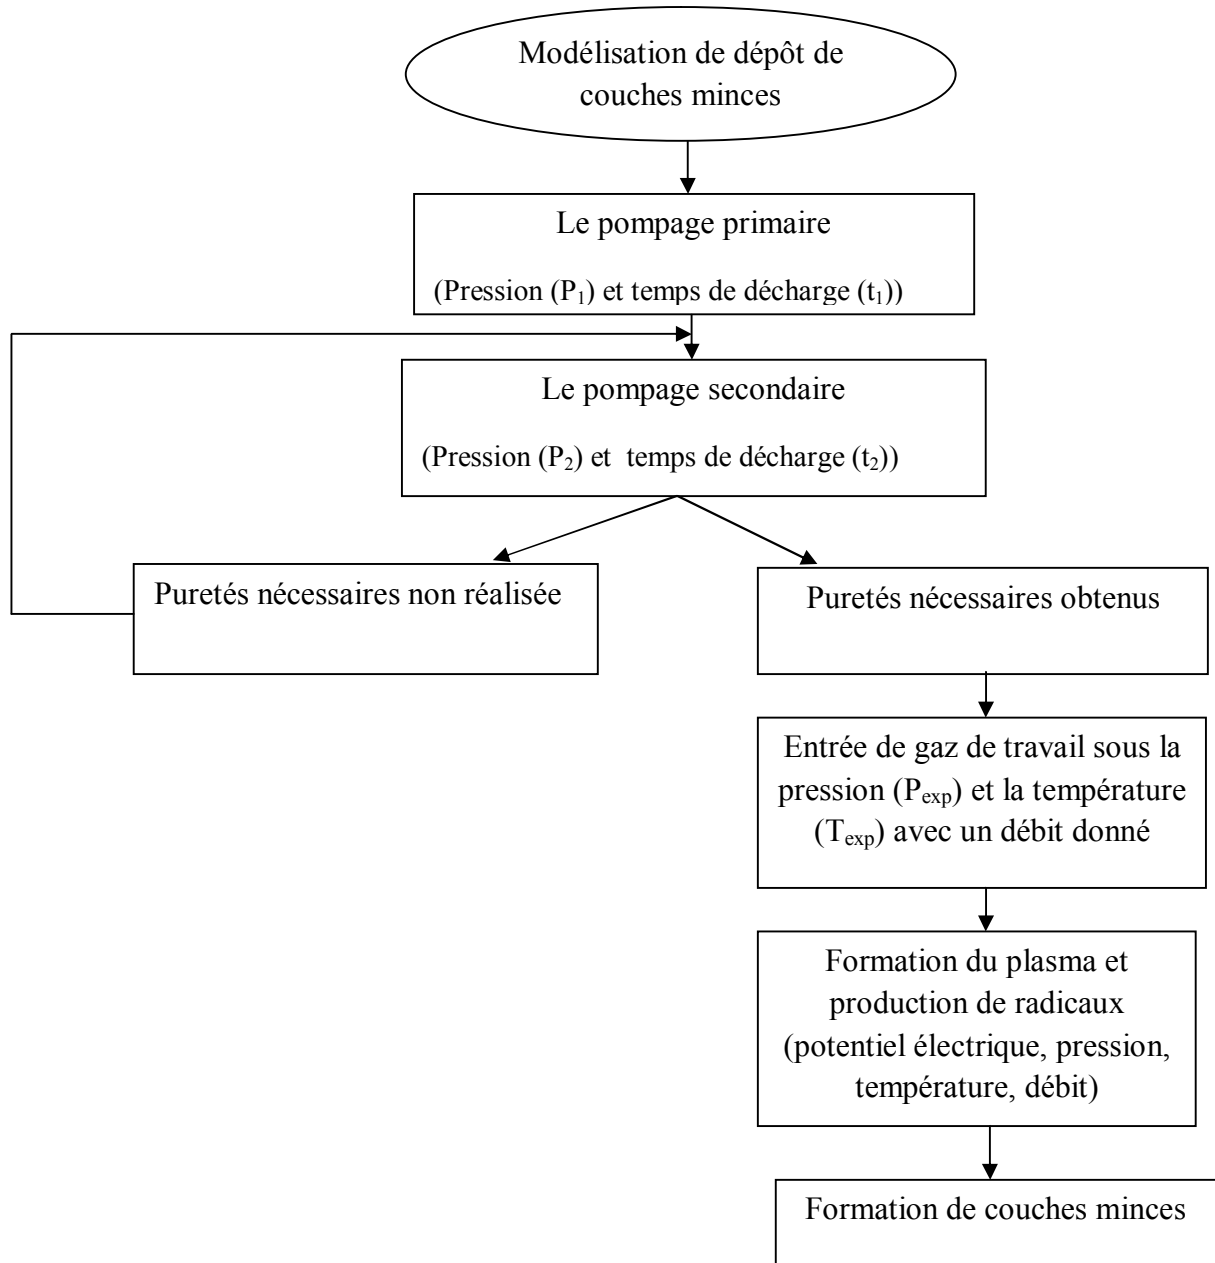 Modélisation de dépôt de
couches minces
Le pompage primaire
(Pression (P₁) et temps de décharge (t₁))
Le pompage secondaire
(Pression (P₂) et  temps de décharge (t₂))
Puretés nécessaires non réalisée
Puretés nécessaires obtenus
Entrée de gaz de travail sous la
pression (Pexp) et la température
(Texp) avec un débit donné
Formation du plasma et
production de radicaux
(potentiel électrique, pression,
température, débit)
Formation de couches minces